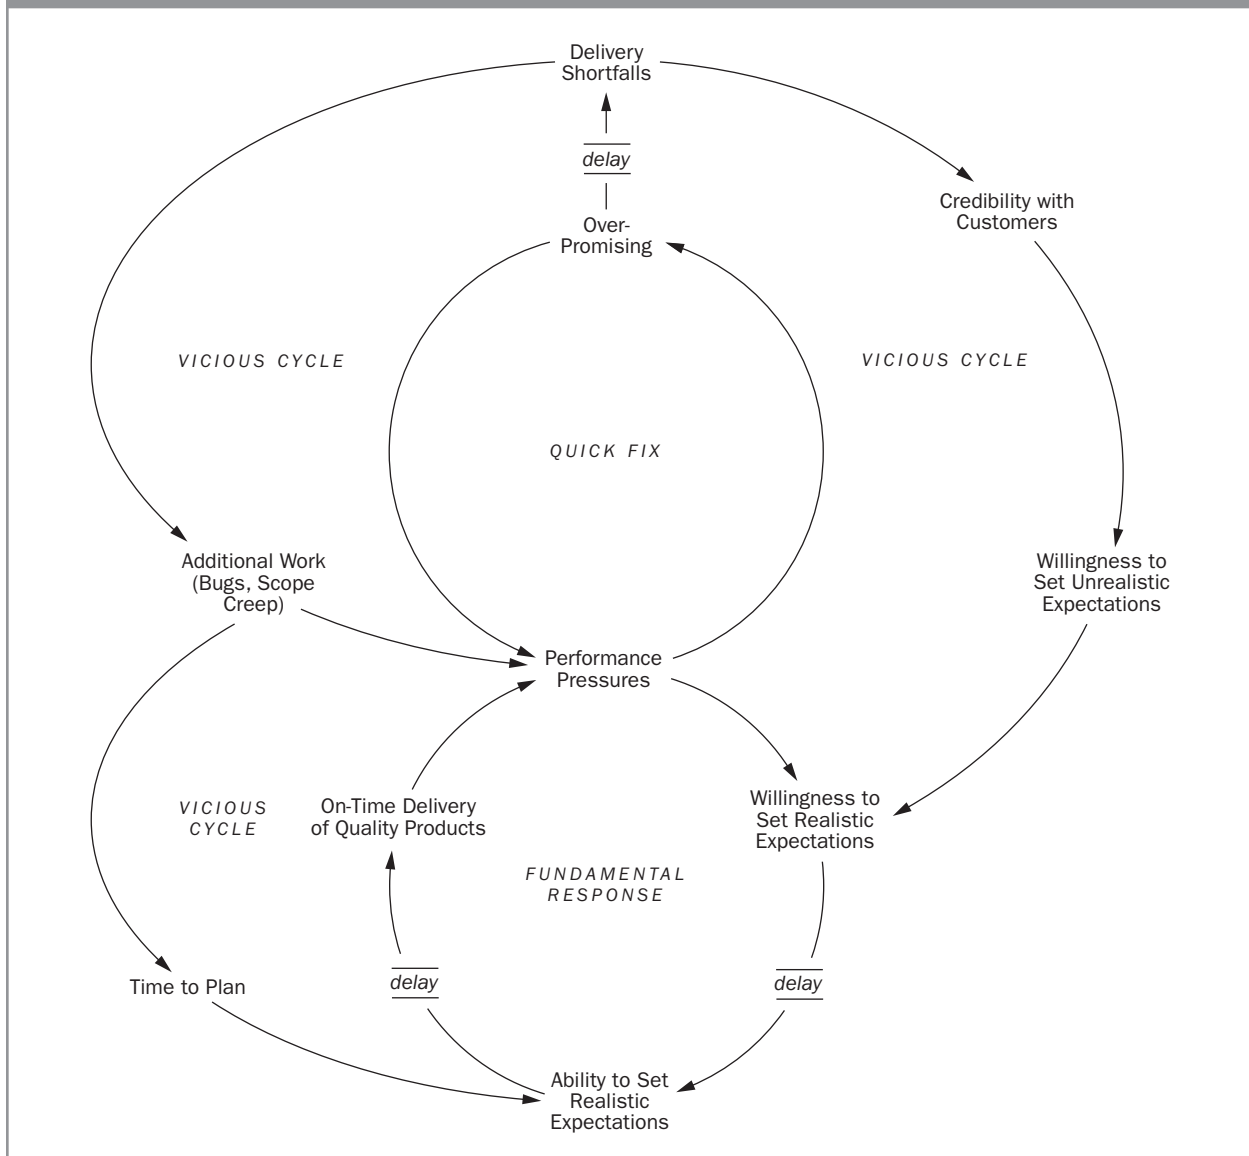 Delivery
Shortfalls
delay
Credibility with
Customers
Over-
Promising
VICIOUS CYCLE
VICIOUS CYCLE
QUICK FIX
Additional Work
(Bugs, Scope
Creep)
Willingness to
Set Unrealistic
Expectations
Performance
Pressures
VICIOUS
CYCLE
On-Time Delivery
of Quality Products
Willingness to
Set Realistic
Expectations
FUNDAMENTAL
RESPONSE
delay
delay
Time to Plan
Ability to Set
Realistic
Expectations